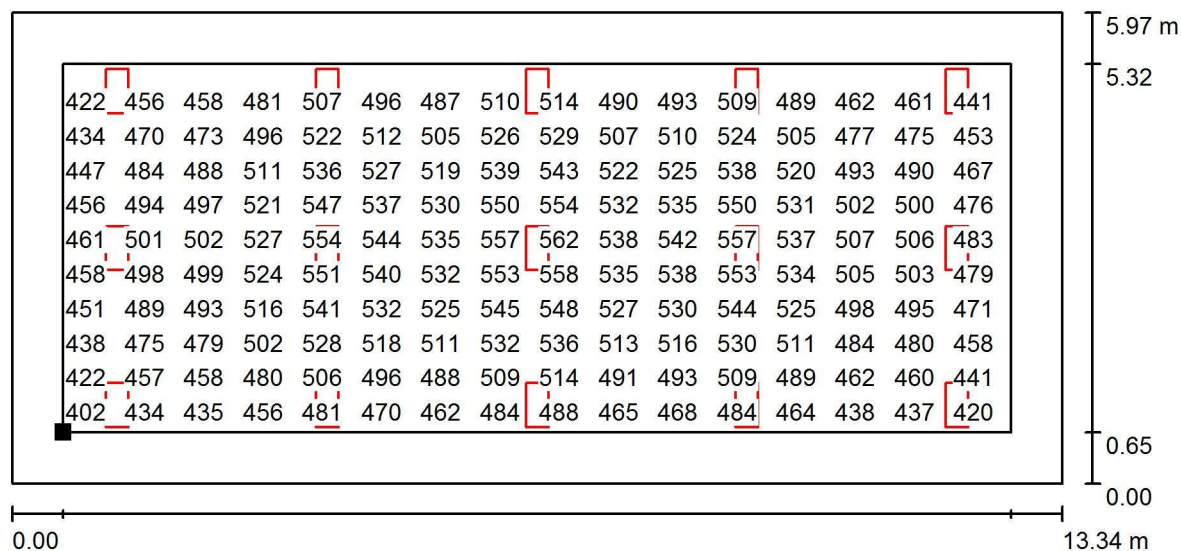 5.97 m
5.32
422 456 458 481 507 496 487 510 514 490 493 509 489 462 461 441
434 470 473 496 522 512 505 526 529 507 510 524 505 477 475 453
447 484 488 511 536 527 519 539 543 522 525 538 520 493 490 467
456 494 497 521 547 537 530 550 554 532 535 550 531 502 500 476
461 501 502 527 554 544 535 557 562 538 542 557 537 507 506 483
458 498 499 524 551 540 532 553 558 535 538 553 534 505 503 479
451 489 493 516 541 532 525 545 548 527 530 544 525 498 495 471
438 475 479 502 528 518 511 532 536 513 516 530 511 484 480 458
422 457 458 480 506 496 488 509 514 491 493 509 489 462 460 441
402 434 435 456 481 470 462 484 488 465 468 484 464 438 437 420
0.65
0.00
0.00 13.34 m